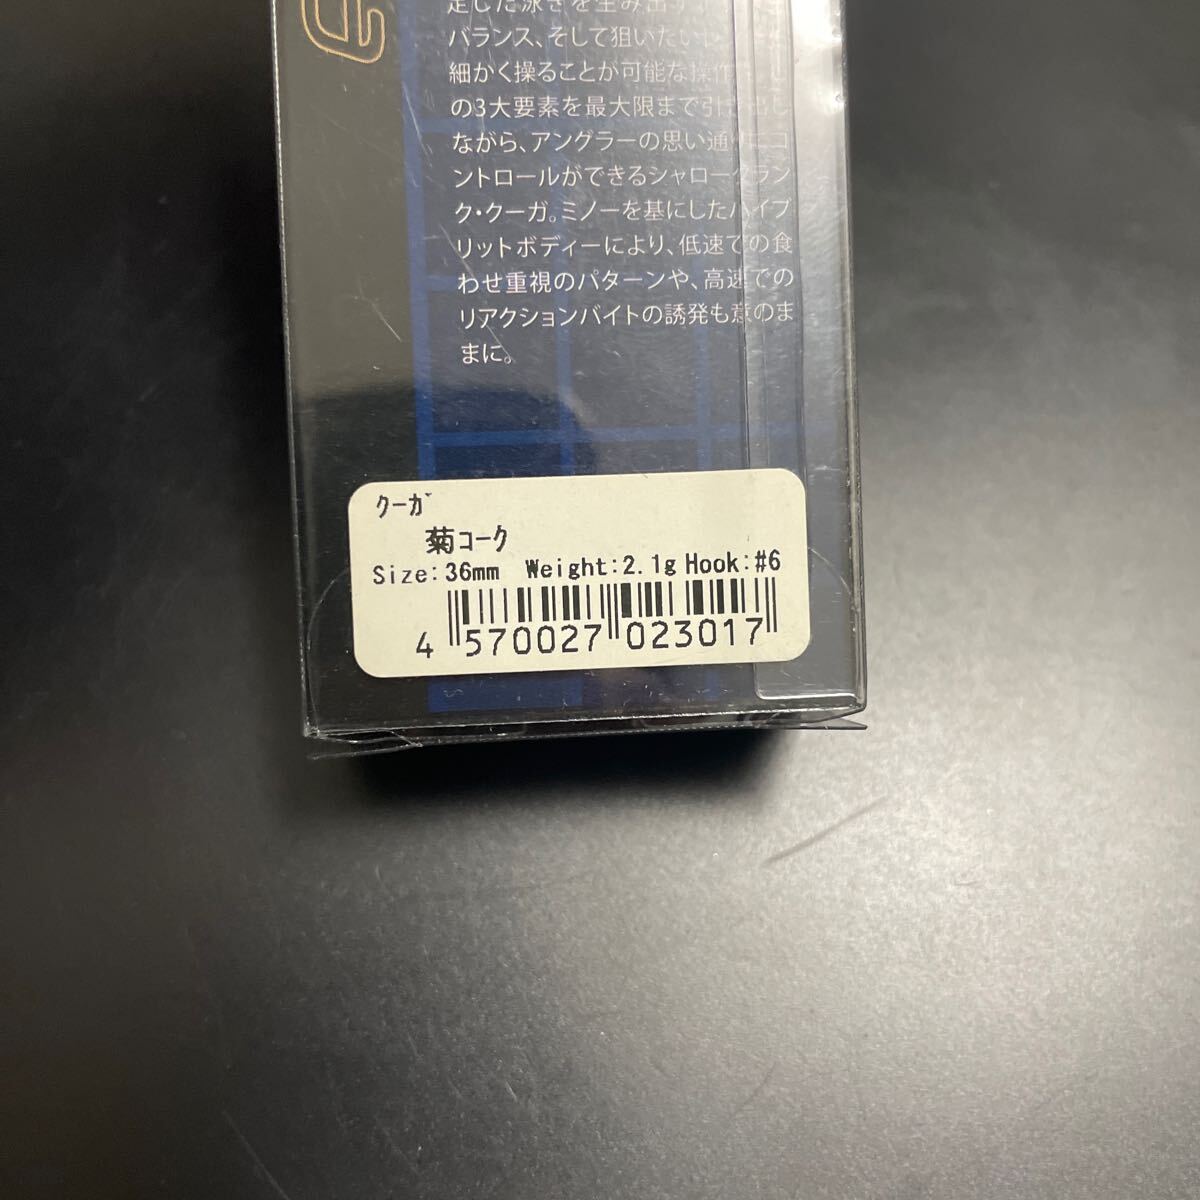 足した泳ぎを生み出す
バランス、そして狙いたい
細かく操ることが可能な操作
の3大要素を最大限まで引き出し
ながら、アングラーの思い通りにコ
ントロールができるシャロークラン
ク・クーガ。ミノーを基にしたハイブ
リットボディーにより、低速での食
わせ重視のパターンや、高速での
リアクションバイトの誘発も意のま
まに。
クーガ
菊コーク
Size:36mm Weight:2.1g Hook:#6
4 570027 023017